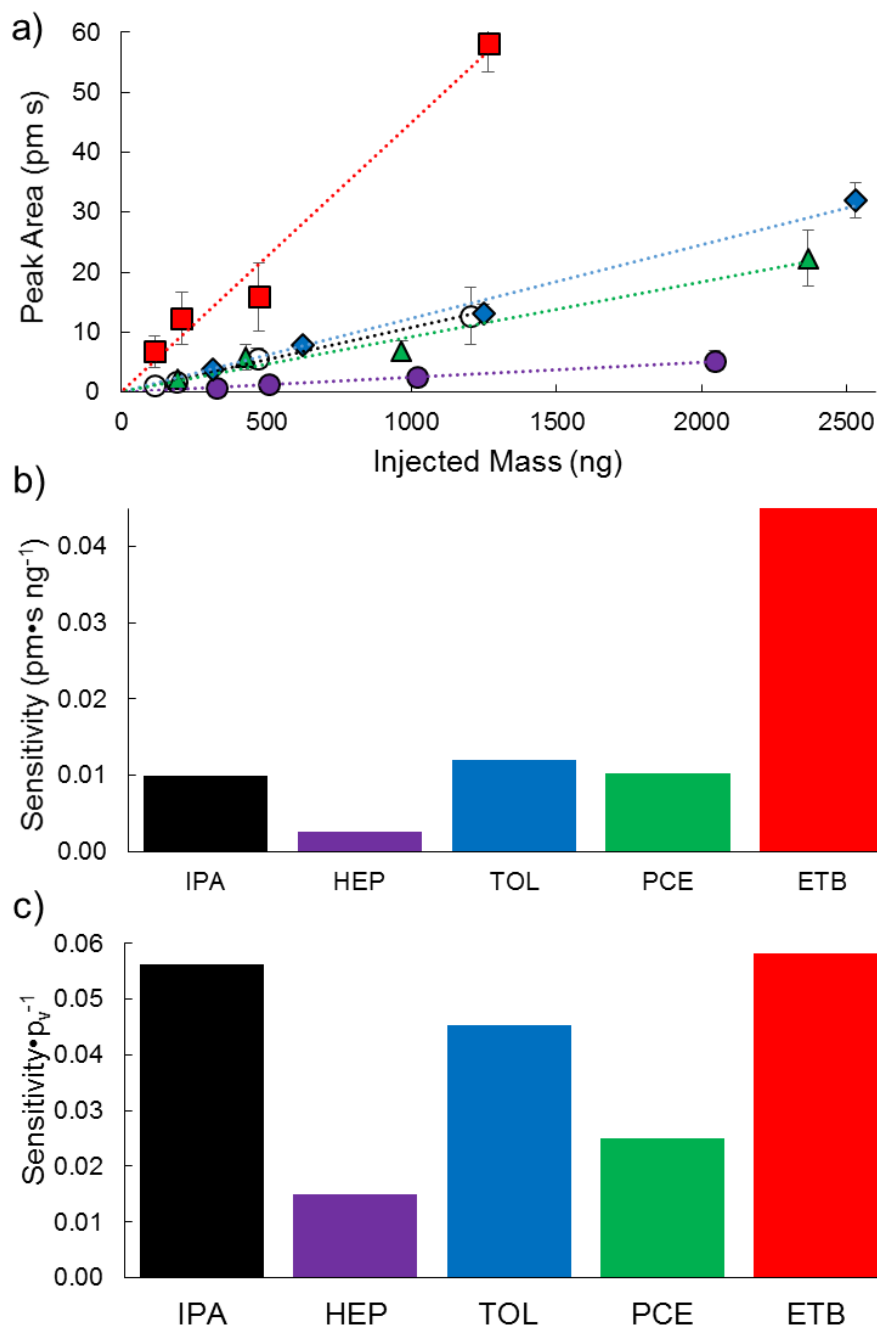 a)
Peak Area (pm s)
60
50
40
30
20
10
0
0 500 1000 1500 2000 2500
Injected Mass (ng)
b)
Sensitivity (pm•s ng⁻¹)
0.04
0.03
0.02
0.01
0.00
IPA HEP TOL PCE ETB
c)
Sensitivity•pᵥ⁻¹
0.06
0.05
0.04
0.03
0.02
0.01
0.00
IPA HEP TOL PCE ETB